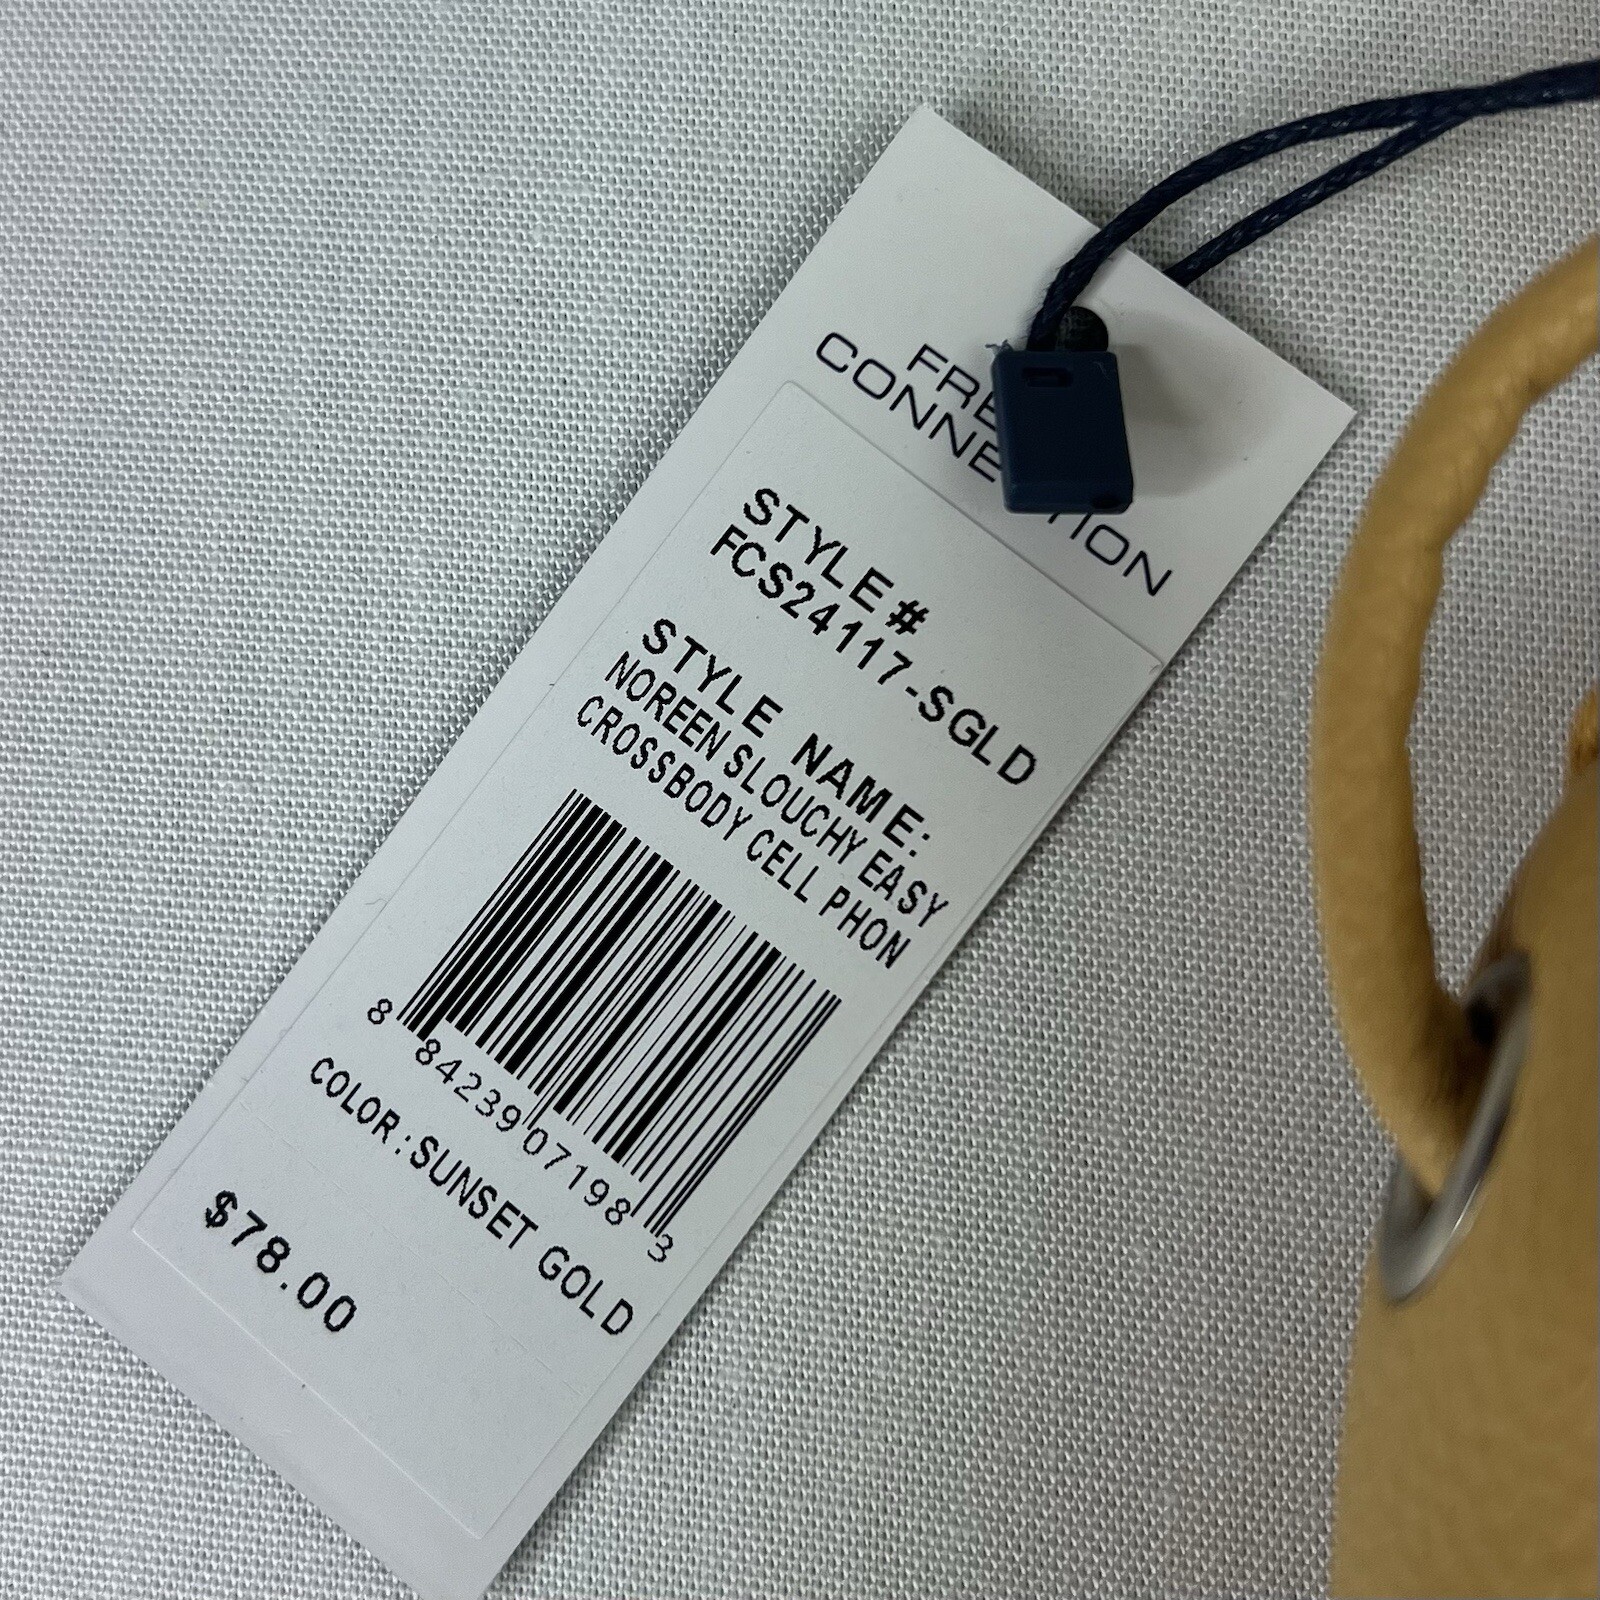 FRE
CONNE TION
STYLE #
FCS24117-SGLD
STYLE NAME:
NOREEN SLOUCHY EASY
CROSSBODY CELL PHON
8 84239 07198 3
COLOR:SUNSET GOLD
$78.00